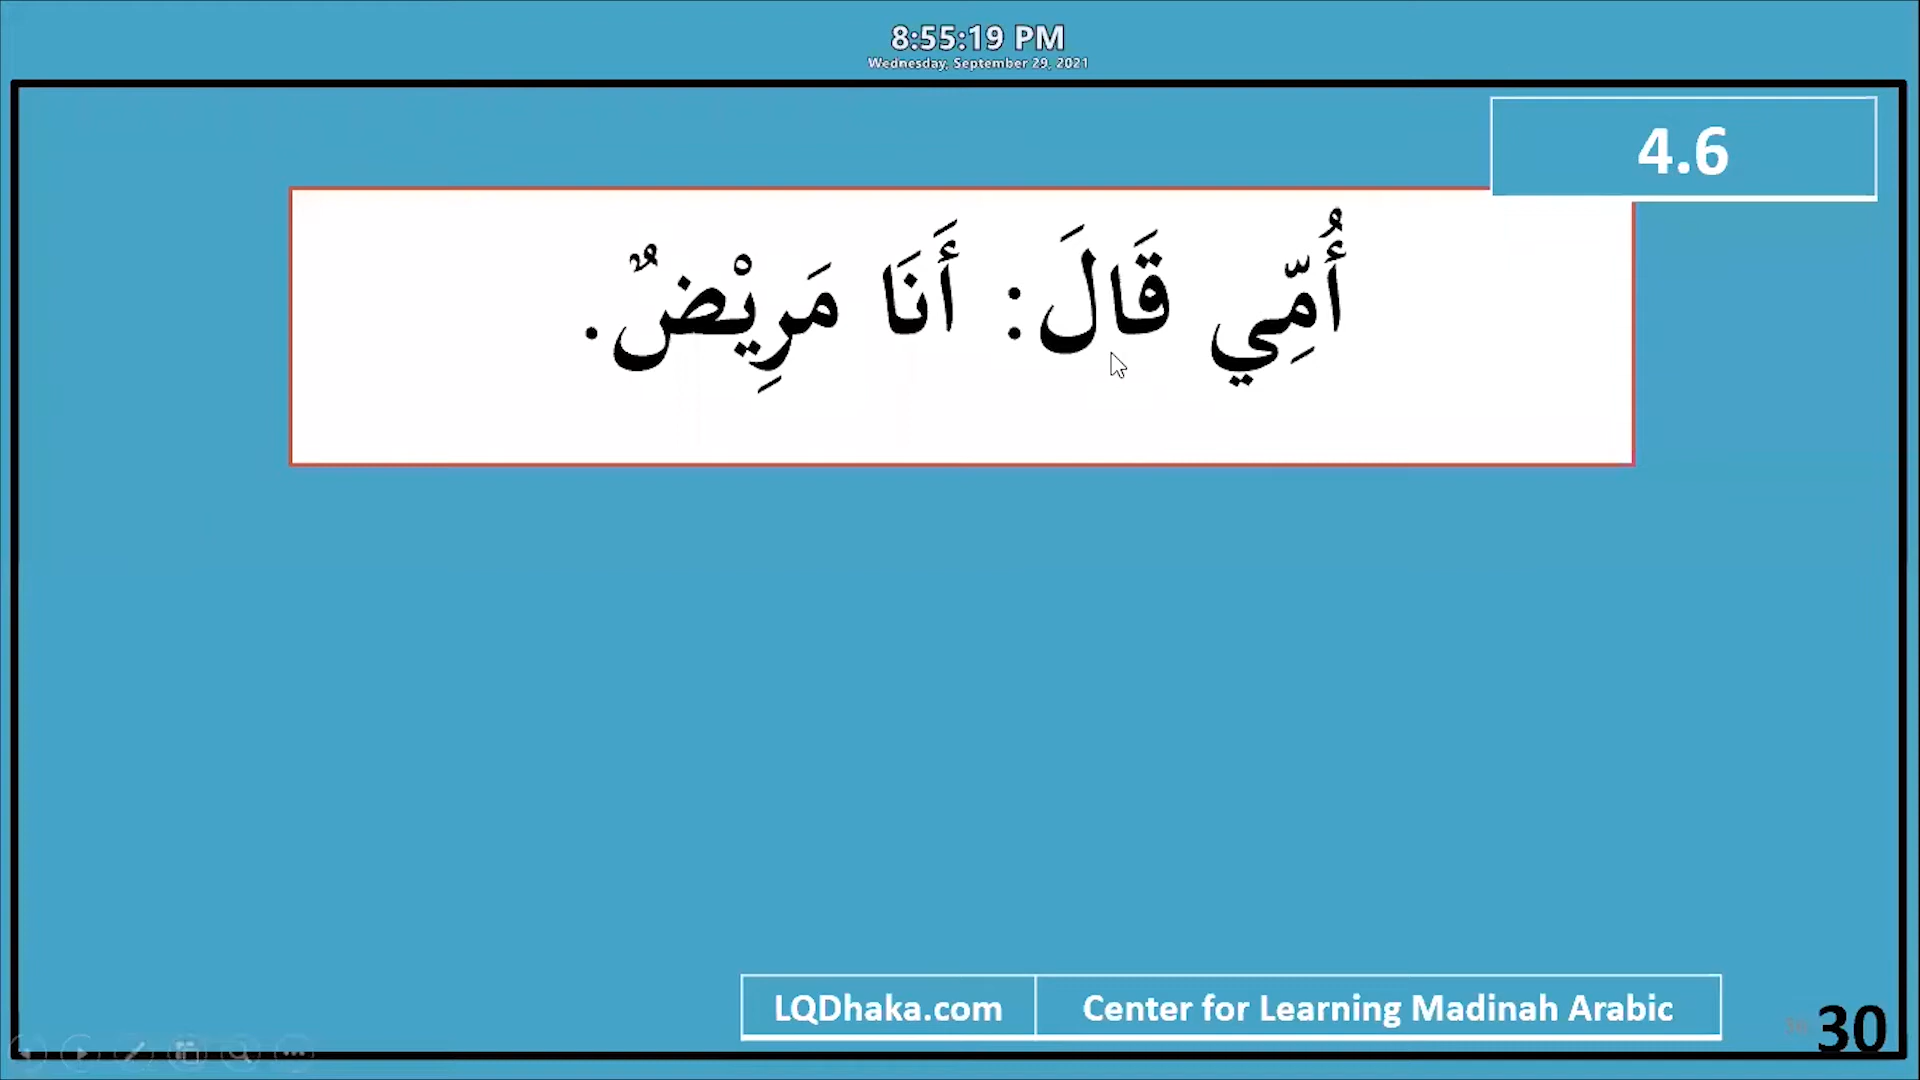 8:55:19 PM
Wednesday, September 29, 2021
4.6
أُمِّي قَالَ: أَنَا مَرِيْضٌ.
LQDhaka.com
Center for Learning Madinah Arabic
30